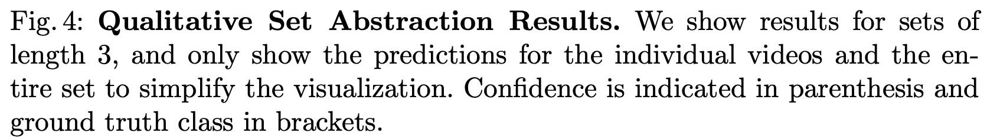 Fig. 4: Qualitative Set Abstraction Results. We show results for sets of
length 3, and only show the predictions for the individual videos and the en-
tire set to simplify the visualization. Confidence is indicated in parenthesis and
ground truth class in brackets.